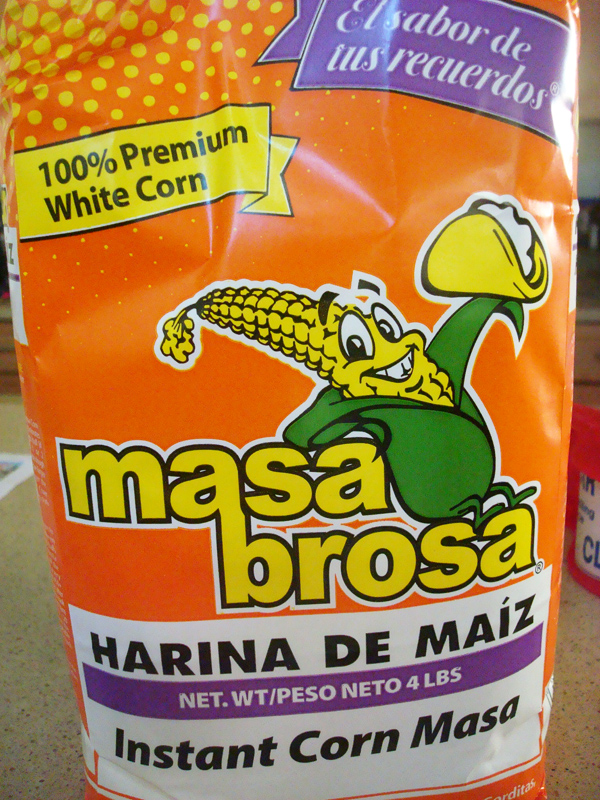 El sabor de
tus recuerdos®
100% Premium
White Corn
masa
brosa®
HARINA DE MAÍZ
NET. WT/PESO NETO 4 LBS
Instant Corn Masa
CL